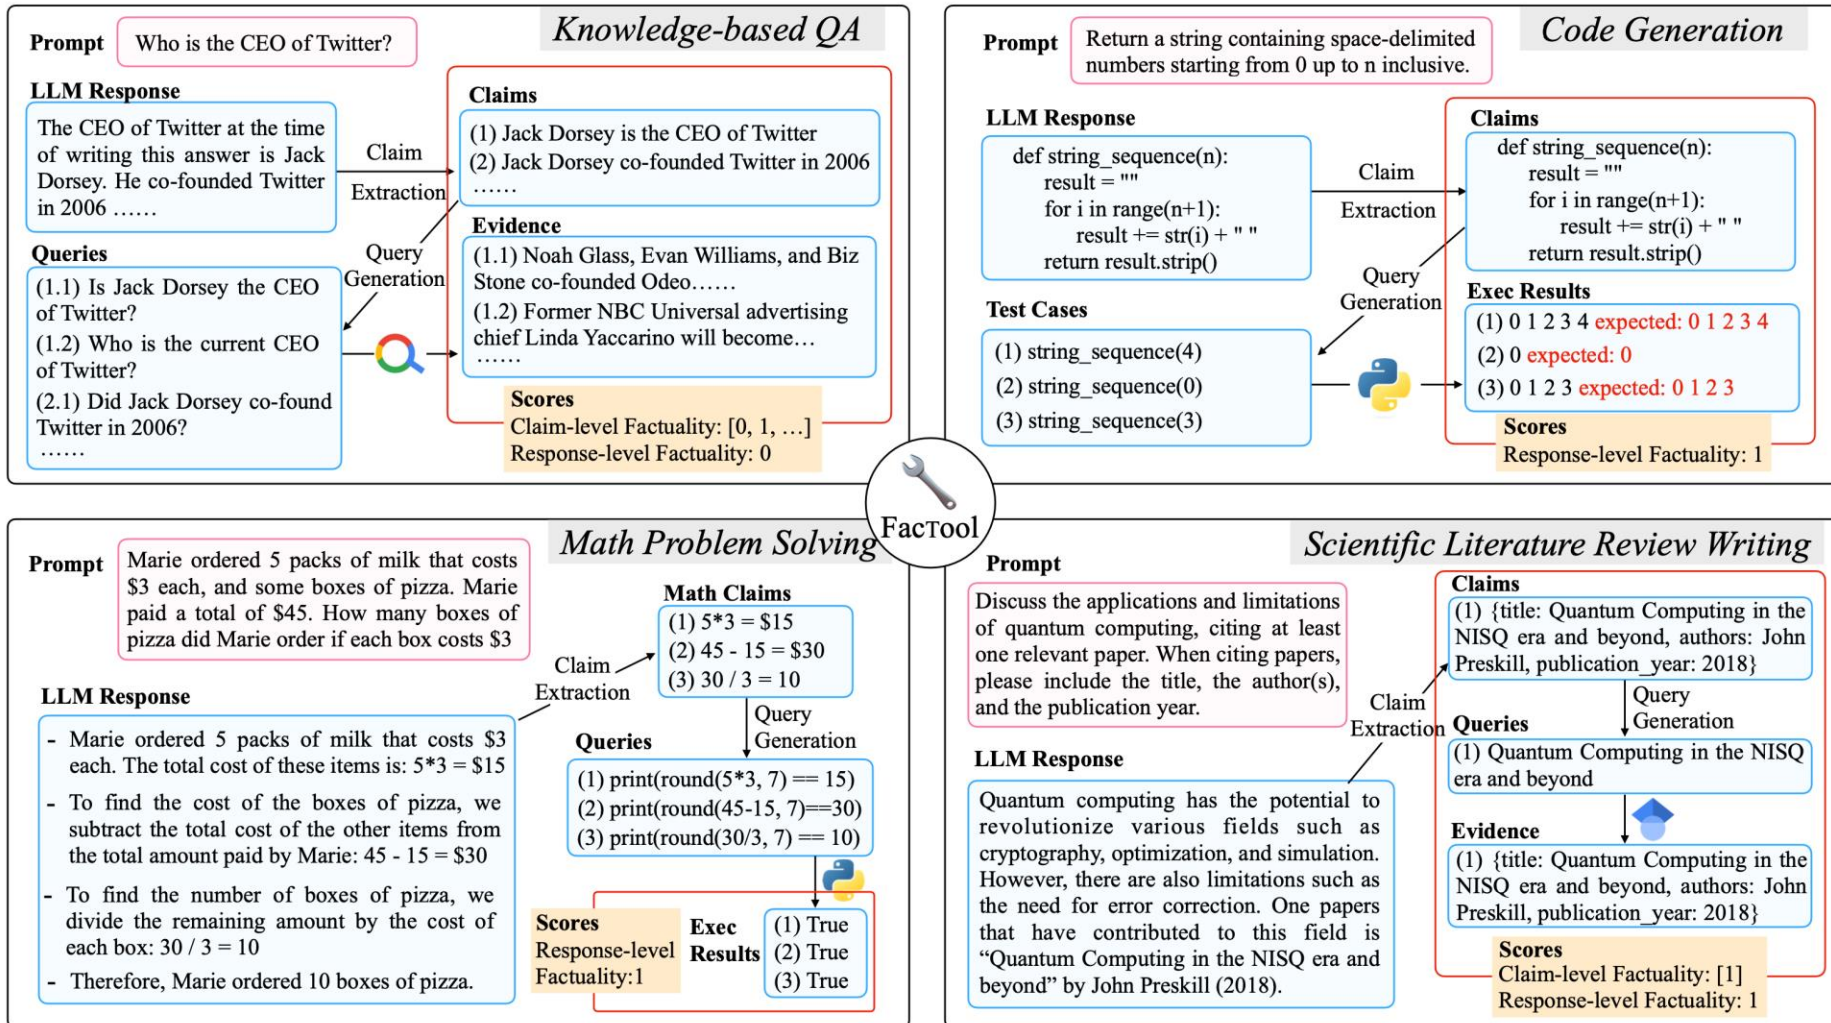 Knowledge-based QA
Prompt
Who is the CEO of Twitter?
LLM Response
The CEO of Twitter at the time
of writing this answer is Jack
Dorsey. He co-founded Twitter
in 2006 ……
Claim
Extraction
Claims
(1) Jack Dorsey is the CEO of Twitter
(2) Jack Dorsey co-founded Twitter in 2006
……
Query
Generation
Queries
(1.1) Is Jack Dorsey the CEO
of Twitter?
(1.2) Who is the current CEO
of Twitter?
(2.1) Did Jack Dorsey co-found
Twitter in 2006?
……
Evidence
(1.1) Noah Glass, Evan Williams, and Biz
Stone co-founded Odeo……
(1.2) Former NBC Universal advertising
chief Linda Yaccarino will become…
……
Scores
Claim-level Factuality: [0, 1, …]
Response-level Factuality: 0
Code Generation
Prompt
Return a string containing space-delimited
numbers starting from 0 up to n inclusive.
LLM Response
def string_sequence(n):
result = ""
for i in range(n+1):
result += str(i) + " "
return result.strip()
Claim
Extraction
Claims
def string_sequence(n):
result = ""
for i in range(n+1):
result += str(i) + " "
return result.strip()
Query
Generation
Test Cases
(1) string_sequence(4)
(2) string_sequence(0)
(3) string_sequence(3)
Exec Results
(1) 0 1 2 3 4 expected: 0 1 2 3 4
(2) 0 expected: 0
(3) 0 1 2 3 expected: 0 1 2 3
Scores
Response-level Factuality: 1
FacTool
Math Problem Solving
Prompt
Marie ordered 5 packs of milk that costs
$3 each, and some boxes of pizza. Marie
paid a total of $45. How many boxes of
pizza did Marie order if each box costs $3
LLM Response
- Marie ordered 5 packs of milk that costs $3
each. The total cost of these items is: 5*3 = $15
- To find the cost of the boxes of pizza, we
subtract the total cost of the other items from
the total amount paid by Marie: 45 - 15 = $30
- To find the number of boxes of pizza, we
divide the remaining amount by the cost of
each box: 30 / 3 = 10
- Therefore, Marie ordered 10 boxes of pizza.
Claim
Extraction
Math Claims
(1) 5*3 = $15
(2) 45 - 15 = $30
(3) 30 / 3 = 10
Query
Generation
Queries
(1) print(round(5*3, 7) == 15)
(2) print(round(45-15, 7)==30)
(3) print(round(30/3, 7) == 10)
Scores
Response-level
Factuality:1
Exec
Results
(1) True
(2) True
(3) True
Scientific Literature Review Writing
Prompt
Discuss the applications and limitations
of quantum computing, citing at least
one relevant paper. When citing papers,
please include the title, the author(s),
and the publication year.
LLM Response
Quantum computing has the potential to
revolutionize various fields such as
cryptography, optimization, and simulation.
However, there are also limitations such as
the need for error correction. One papers
that have contributed to this field is
“Quantum Computing in the NISQ era and
beyond” by John Preskill (2018).
Claim
Extraction
Claims
(1) {title: Quantum Computing in the
NISQ era and beyond, authors: John
Preskill, publication_year: 2018}
Query
Generation
Queries
(1) Quantum Computing in the NISQ
era and beyond
Evidence
(1) {title: Quantum Computing in the
NISQ era and beyond, authors: John
Preskill, publication_year: 2018}
Scores
Claim-level Factuality: [1]
Response-level Factuality: 1